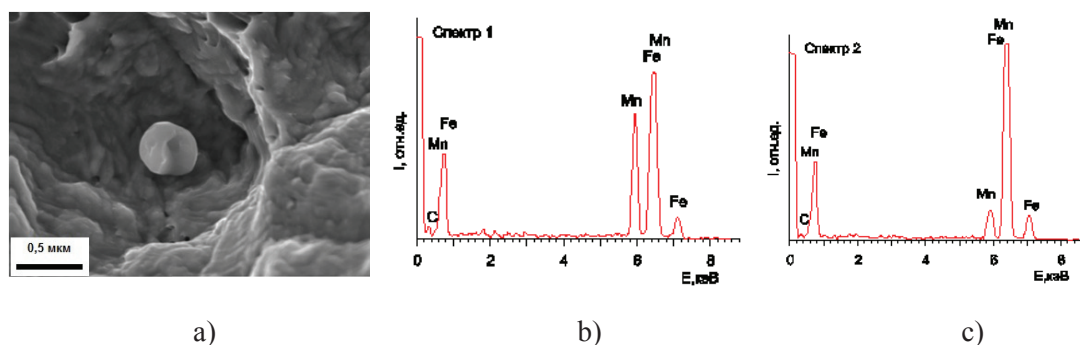 0,5 мкм
a)
Спектр 1
I, отн.ед.
C
Mn
Fe
Mn
Mn
Fe
Fe
0
2
4
6
8
E,кэВ
b)
Спектр 2
I, отн.ед.
C
Mn
Fe
Mn
Mn
Fe
Fe
0
2
4
6
8
E,кэВ
c)